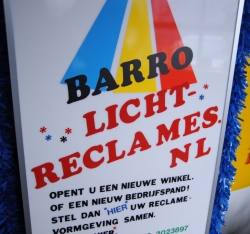 BARRO
LICHT-
RECLAMES.
NL
OPENT U EEN NIEUWE WINKEL.
OF EEN NIEUW BEDRIJFSPAND!
STEL DAN "HIER UW RECLAME-
VORMGEVING SAMEN.
2023897